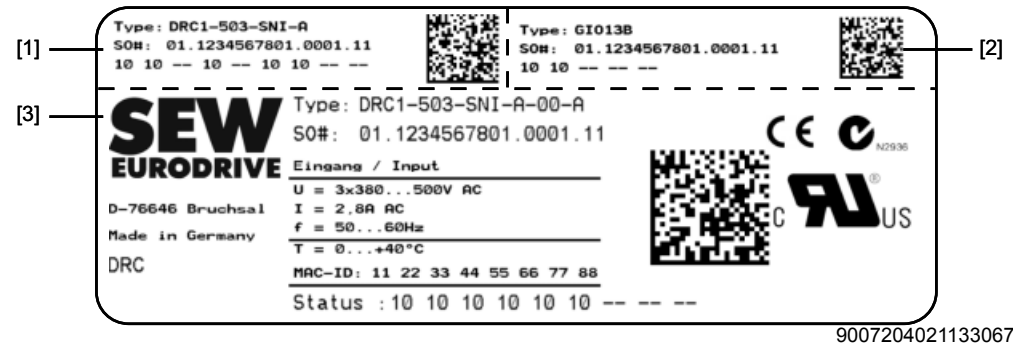 Type: DRC1-503-SNI-A
SO#: 01.1234567801.0001.11
10 10 -- 10 -- 10 10 -- --
Type: GIO13B
SO#: 01.1234567801.0001.11
10 10 -- -- --
[1]
[2]
[3]
SEW
EURODRIVE
D-76646 Bruchsal
Made in Germany
DRC
Type: DRC1-503-SNI-A-00-A
SO#: 01.1234567801.0001.11
Eingang / Input
U = 3x380...500V AC
I = 2,8A AC
f = 50...60Hz
T = 0...+40°C
MAC-ID: 11 22 33 44 55 66 77 88
Status : 10 10 10 10 10 10 -- -- --
CE
N2936
C RU ® US
9007204021133067